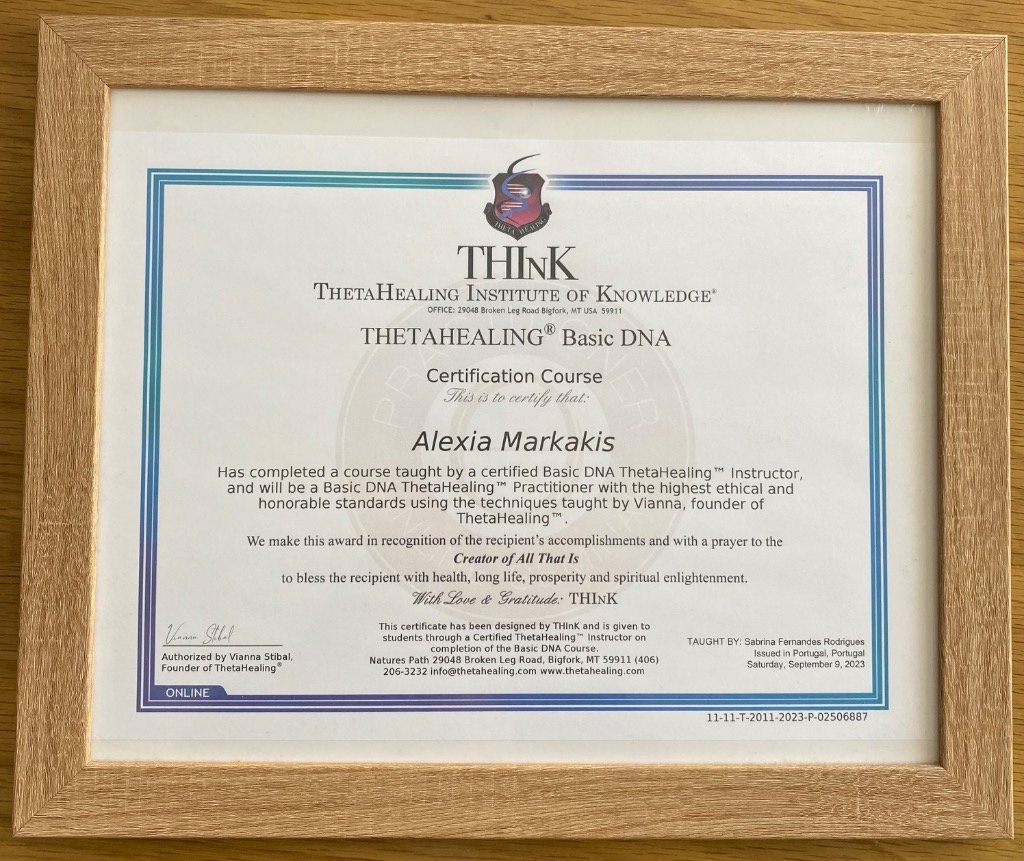 THETA HEALING
THInK
ThetaHealing Institute of Knowledge®
OFFICE: 29048 Broken Leg Road Bigfork, MT USA 59911
THETAHEALING® Basic DNA
Certification Course
This is to certify that:
Alexia Markakis
Has completed a course taught by a certified Basic DNA ThetaHealing™ Instructor,
and will be a Basic DNA ThetaHealing™ Practitioner with the highest ethical and
honorable standards using the techniques taught by Vianna, founder of
ThetaHealing™.
We make this award in recognition of the recipient's accomplishments and with a prayer to the
Creator of All That Is
to bless the recipient with health, long life, prosperity and spiritual enlightenment.
With Love & Gratitude: THInK
Vianna Stibal
Authorized by Vianna Stibal,
Founder of ThetaHealing®
This certificate has been designed by THInK and is given to
students through a Certified ThetaHealing™ Instructor on
completion of the Basic DNA Course.
Natures Path 29048 Broken Leg Road, Bigfork, MT 59911 (406)
206-3232 info@thetahealing.com www.thetahealing.com
TAUGHT BY: Sabrina Fernandes Rodrigues
Issued in Portugal, Portugal
Saturday, September 9, 2023
ONLINE
11-11-T-2011-2023-P-02506887